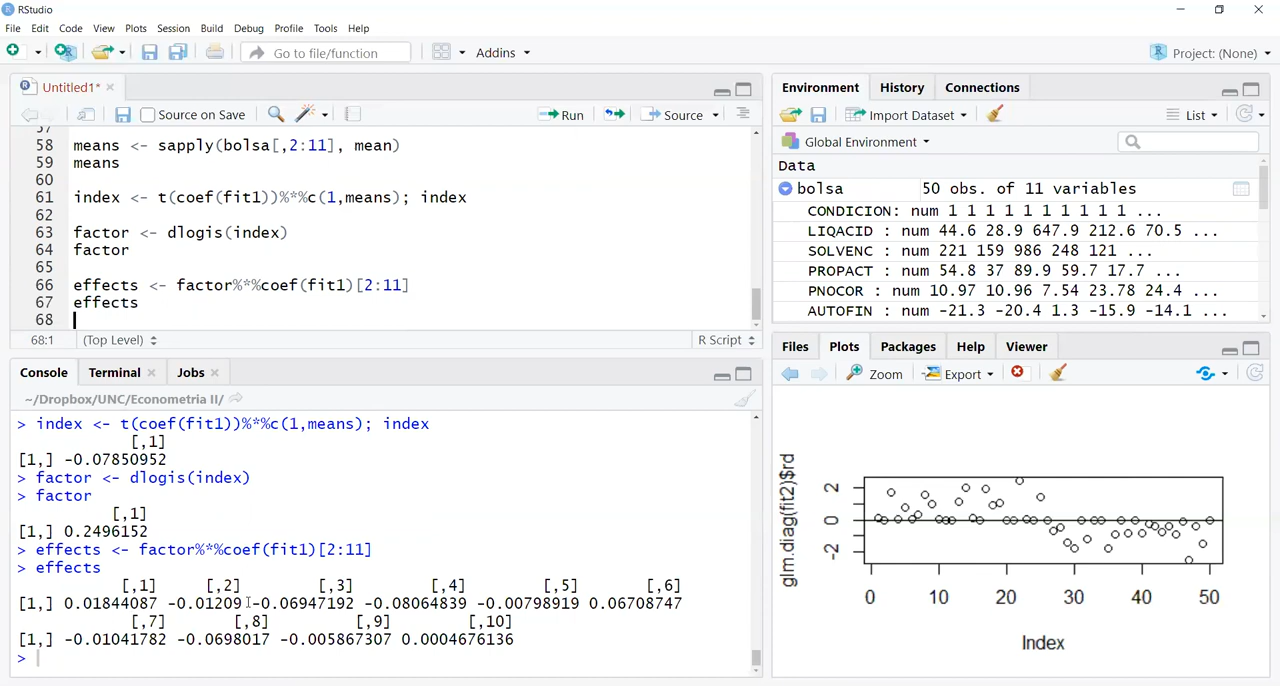 RStudio
File Edit Code View Plots Session Build Debug Profile Tools Help
Go to file/function Addins Project: (None)
Untitled1*
Source on Save Run Source
57
58 means <- sapply(bolsa[,2:11], mean)
59 means
60
61 index <- t(coef(fit1))%*%c(1,means); index
62
63 factor <- dlogis(index)
64 factor
65
66 effects <- factor%*%coef(fit1)[2:11]
67 effects
68
68:1 (Top Level) R Script
Console Terminal Jobs
~/Dropbox/UNC/Econometria II/
> index <- t(coef(fit1))%*%c(1,means); index
[,1]
[1,] -0.07850952
> factor <- dlogis(index)
> factor
[,1]
[1,] 0.2496152
> effects <- factor%*%coef(fit1)[2:11]
> effects
[,1] [,2] [,3] [,4] [,5] [,6]
[1,] 0.01844087 -0.01209 -0.06947192 -0.08064839 -0.00798919 0.06708747
[,7] [,8] [,9] [,10]
[1,] -0.01041782 -0.0698017 -0.005867307 0.0004676136
>
Environment History Connections
Import Dataset List
Global Environment
Data
bolsa 50 obs. of 11 variables
CONDICION: num 1 1 1 1 1 1 1 1 1 1 ...
LIQACID : num 44.6 28.9 647.9 212.6 70.5 ...
SOLVENC : num 221 159 986 248 121 ...
PROPACT : num 54.8 37 89.9 59.7 17.7 ...
PNOCOR : num 10.97 10.96 7.54 23.78 24.4 ...
AUTOFIN : num -21.3 -20.4 1.3 -15.9 -14.1 ...
Files Plots Packages Help Viewer
Zoom Export
glm.diag(fit2)$rd
2
0
-2
0 10 20 30 40 50
Index